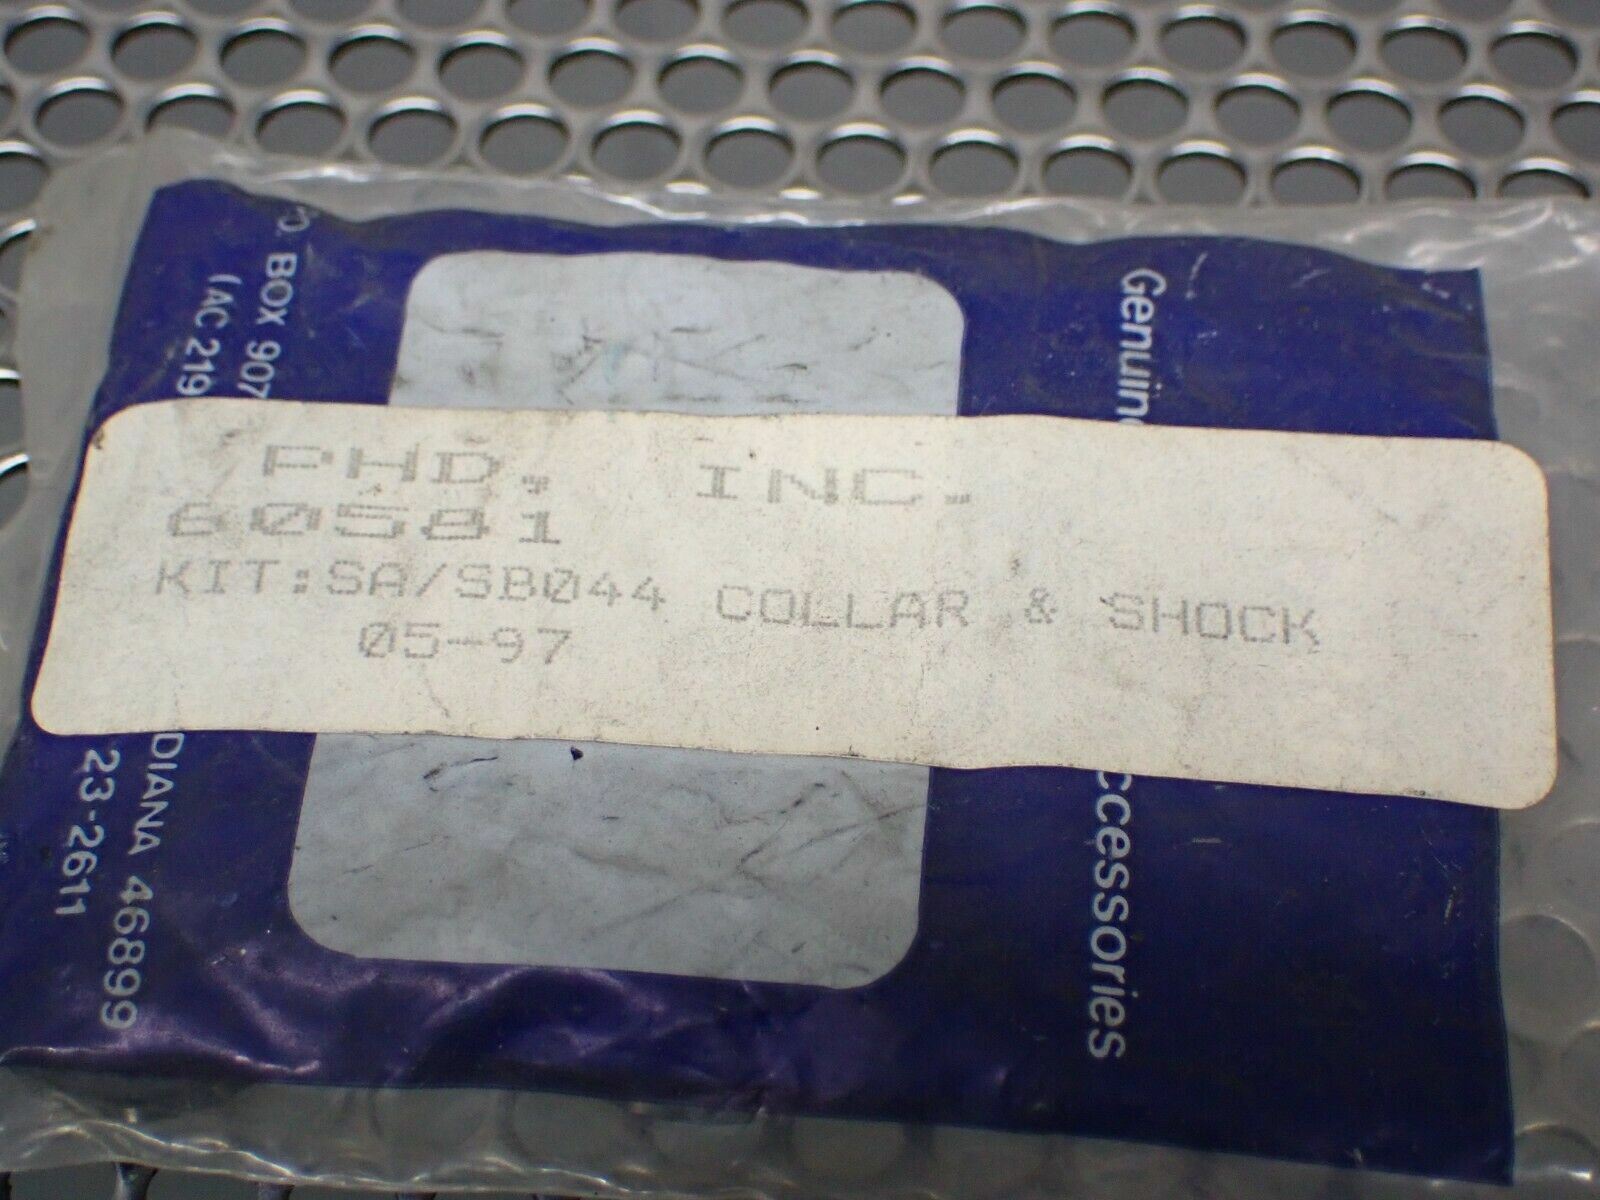 PHD, INC.
60581
KIT:SA/SB044 COLLAR & SHOCK
05-97
O. BOX 907
(AC 219
DIANA 46899
23-2611
Genuin
ccessories